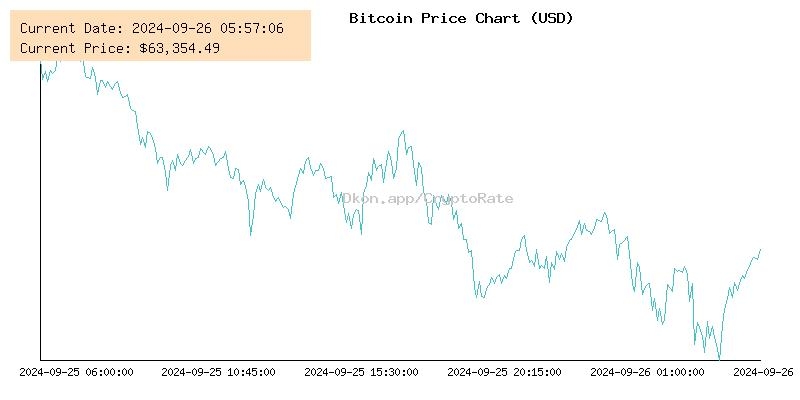 Bitcoin Price Chart (USD)
Current Date: 2024-09-26 05:57:06
Current Price: $63,354.49
Dkon.app/CryptoRate
2024-09-25 06:00:00 2024-09-25 10:45:00 2024-09-25 15:30:00 2024-09-25 20:15:00 2024-09-26 01:00:00 2024-09-26